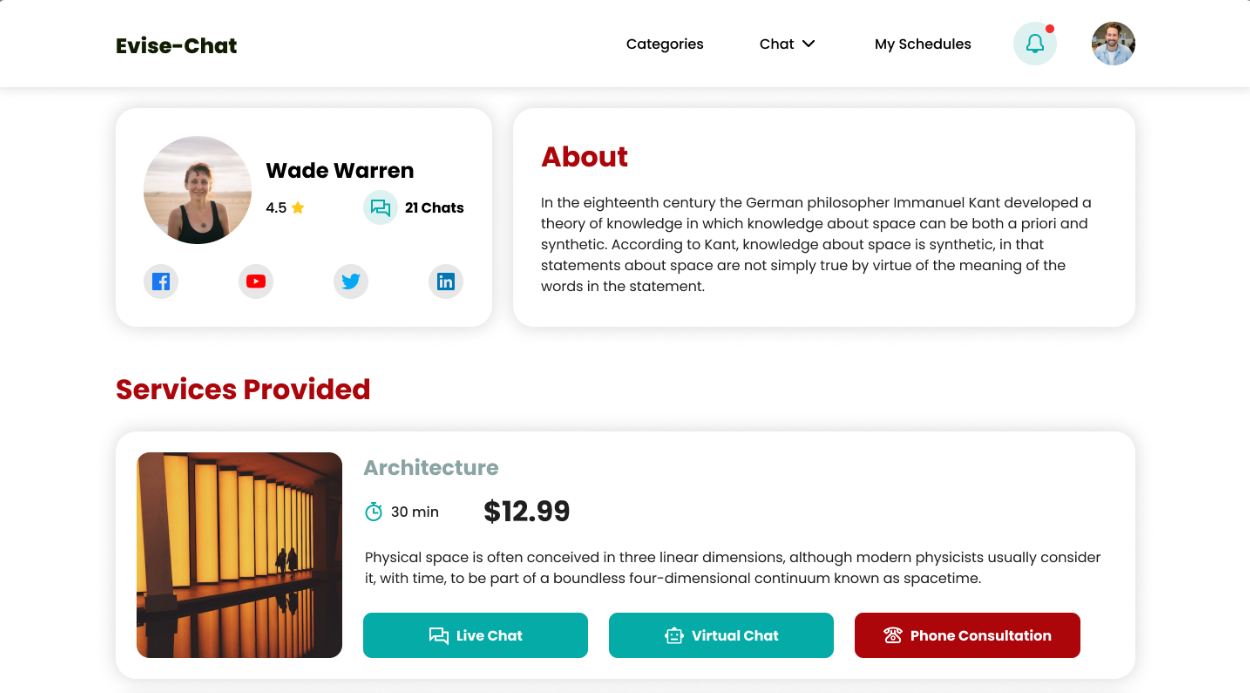 Evise-Chat
Categories
Chat
My Schedules
Wade Warren
4.5
21 Chats
About
In the eighteenth century the German philosopher Immanuel Kant developed a
theory of knowledge in which knowledge about space can be both a priori and
synthetic. According to Kant, knowledge about space is synthetic, in that
statements about space are not simply true by virtue of the meaning of the
words in the statement.
Services Provided
Architecture
30 min
$12.99
Physical space is often conceived in three linear dimensions, although modern physicists usually consider
it, with time, to be part of a boundless four-dimensional continuum known as spacetime.
Live Chat
Virtual Chat
Phone Consultation